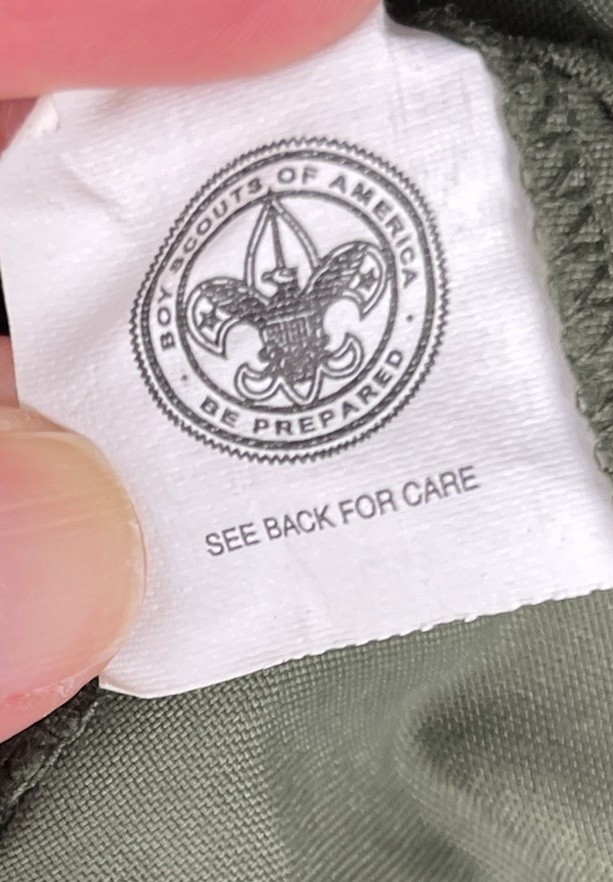 BOY SCOUTS OF AMERICA
• BE PREPARED •
SEE BACK FOR CARE